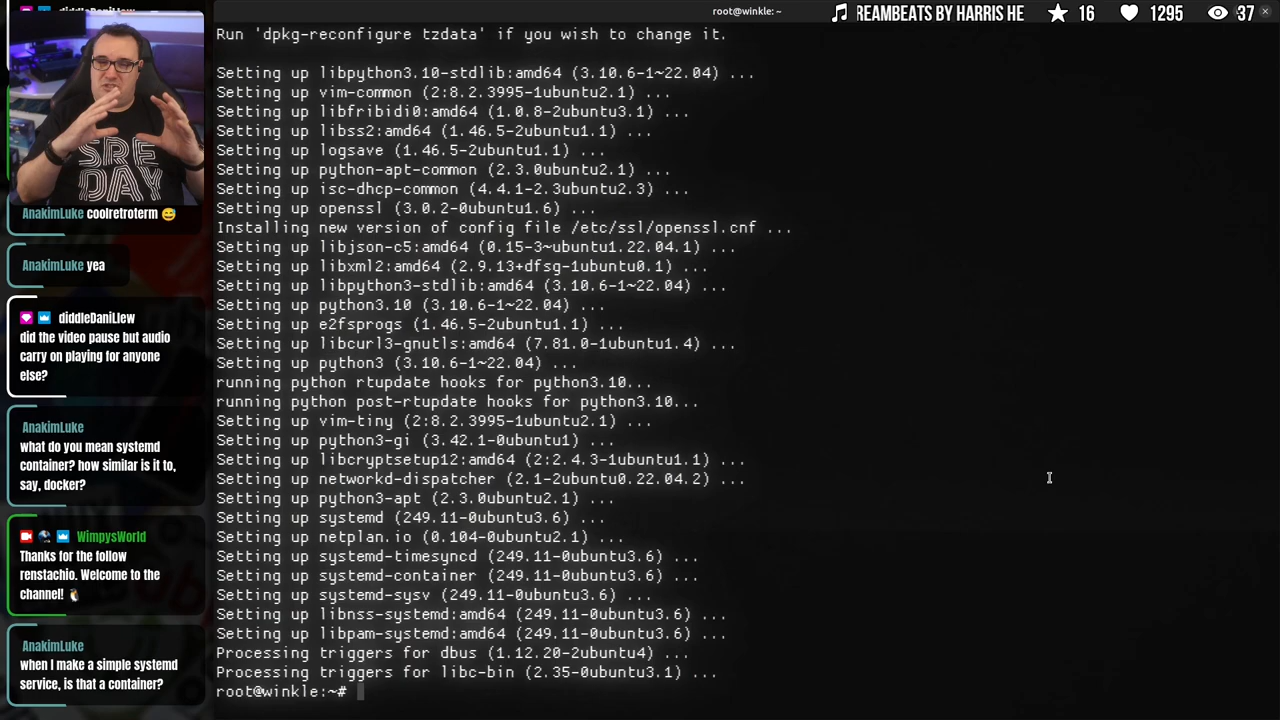 root@winkle: ~
REAMBEATS BY HARRIS HE
16
1295
37
SRE
DAY
AnakimLuke coolretroterm 😅
AnakimLuke yea
diddleDaniLlew
did the video pause but audio
carry on playing for anyone
else?
AnakimLuke
what do you mean systemd
container? how similar is it to,
say, docker?
WimpysWorld
Thanks for the follow
renstachio. Welcome to the
channel! 🐧
AnakimLuke
when I make a simple systemd
service, is that a container?
Run 'dpkg-reconfigure tzdata' if you wish to change it.
Setting up libpython3.10-stdlib:amd64 (3.10.6-1~22.04) ...
Setting up vim-common (2:8.2.3995-1ubuntu2.1) ...
Setting up libfribidi0:amd64 (1.0.8-2ubuntu3.1) ...
Setting up libss2:amd64 (1.46.5-2ubuntu1.1) ...
Setting up logsave (1.46.5-2ubuntu1.1) ...
Setting up python-apt-common (2.3.0ubuntu2.1) ...
Setting up isc-dhcp-common (4.4.1-2.3ubuntu2.3) ...
Setting up openssl (3.0.2-0ubuntu1.6) ...
Installing new version of config file /etc/ssl/openssl.cnf ...
Setting up libjson-c5:amd64 (0.15-3~ubuntu1.22.04.1) ...
Setting up libxml2:amd64 (2.9.13+dfsg-1ubuntu0.1) ...
Setting up libpython3-stdlib:amd64 (3.10.6-1~22.04) ...
Setting up python3.10 (3.10.6-1~22.04) ...
Setting up e2fsprogs (1.46.5-2ubuntu1.1) ...
Setting up libcurl3-gnutls:amd64 (7.81.0-1ubuntu1.4) ...
Setting up python3 (3.10.6-1~22.04) ...
running python rtupdate hooks for python3.10...
running python post-rtupdate hooks for python3.10...
Setting up vim-tiny (2:8.2.3995-1ubuntu2.1) ...
Setting up python3-gi (3.42.1-0ubuntu1) ...
Setting up libcryptsetup12:amd64 (2:2.4.3-1ubuntu1.1) ...
Setting up networkd-dispatcher (2.1-2ubuntu0.22.04.2) ...
Setting up python3-apt (2.3.0ubuntu2.1) ...
Setting up systemd (249.11-0ubuntu3.6) ...
Setting up netplan.io (0.104-0ubuntu2.1) ...
Setting up systemd-timesyncd (249.11-0ubuntu3.6) ...
Setting up systemd-container (249.11-0ubuntu3.6) ...
Setting up systemd-sysv (249.11-0ubuntu3.6) ...
Setting up libnss-systemd:amd64 (249.11-0ubuntu3.6) ...
Setting up libpam-systemd:amd64 (249.11-0ubuntu3.6) ...
Processing triggers for dbus (1.12.20-2ubuntu4) ...
Processing triggers for libc-bin (2.35-0ubuntu3.1) ...
root@winkle:~#